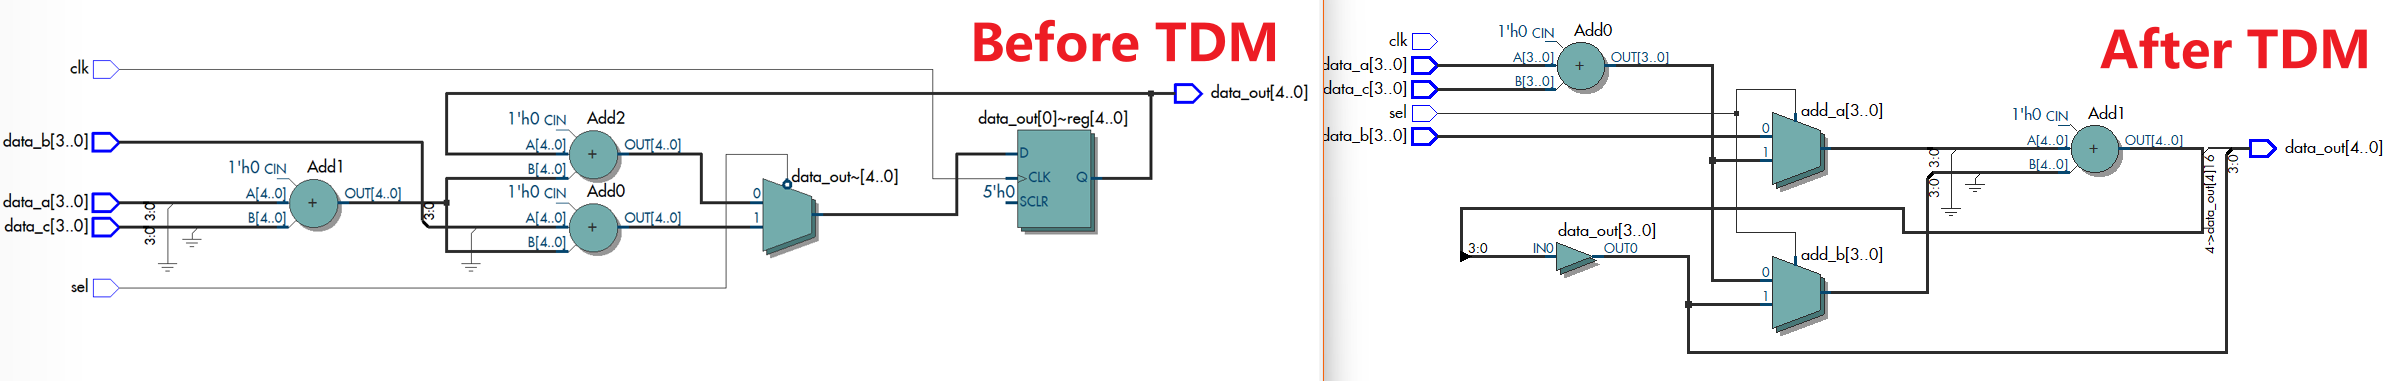 Before TDM
clk
data_out[4..0]
Add2
1'h0 CIN
data_out[0]~reg[4..0]
data_b[3..0]
A[4..0]
OUT[4..0]
D
1'h0 CIN
Add1
B[4..0]
data_out~[4..0]
CLK
Q
1'h0 CIN
Add0
0
5'h0
SCLR
data_a[3..0]
3:0
A[4..0]
OUT[4..0]
3:0
A[4..0]
OUT[4..0]
1
data_c[3..0]
3:0
B[4..0]
B[4..0]
sel
After TDM
1'h0 CIN
Add0
clk
data_a[3..0]
A[3..0]
OUT[3..0]
data_c[3..0]
B[3..0]
sel
add_a[3..0]
1'h0 CIN
Add1
data_b[3..0]
0
A[4..0]
OUT[4..0]
data_out[4..0]
1
3:0
B[4..0]
3:0
3:0
4->data_out[4]16
data_out[3..0]
3:0
IN0
OUT0
add_b[3..0]
0
1